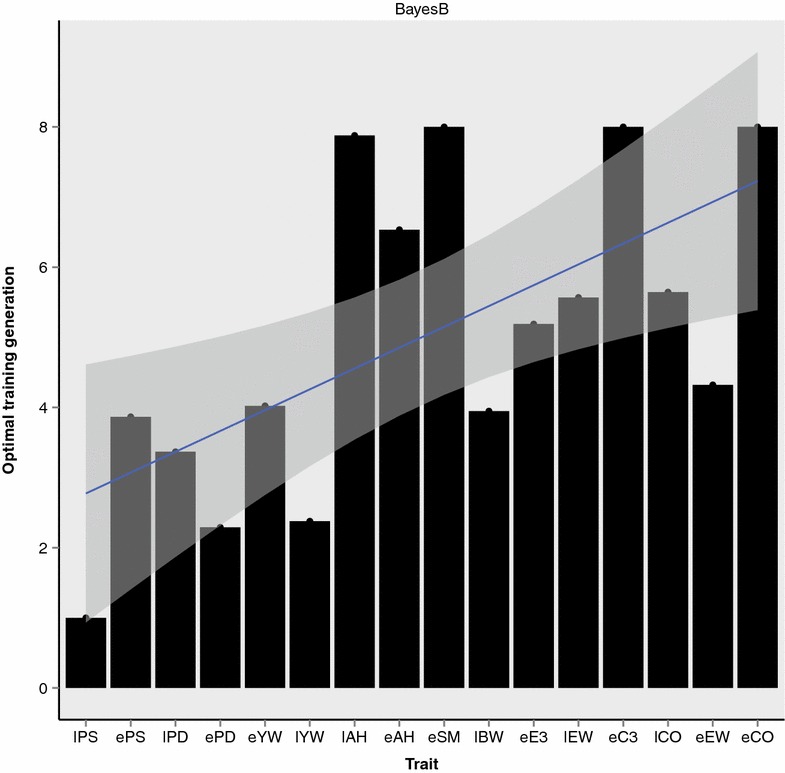 BayesB
Optimal training generation
8
6
4
2
0
lPS ePS lPD ePD eYW lYW lAH eAH eSM lBW eE3 lEW eC3 lCO eEW eCO
Trait